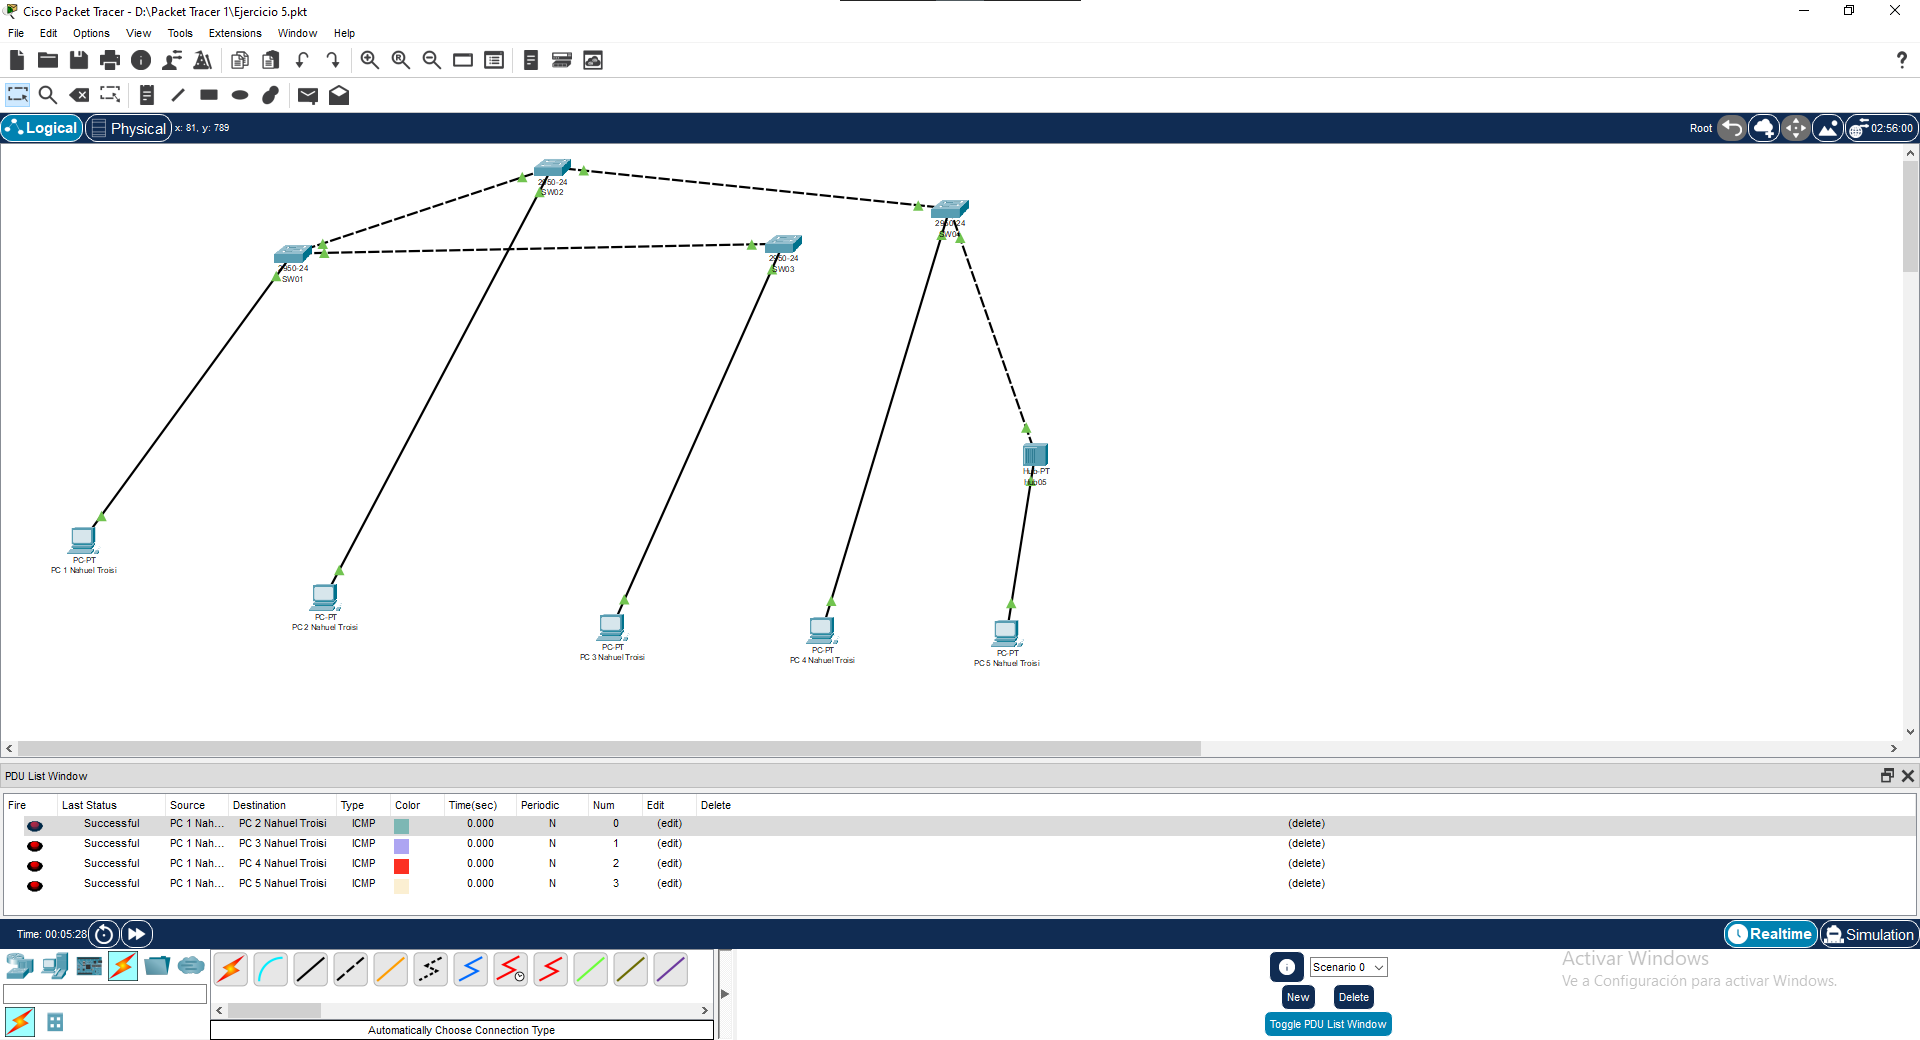 Cisco Packet Tracer - D:\Packet Tracer 1\Ejercicio 5.pkt
File Edit Options View Tools Extensions Window Help
Logical Physical x: 81, y: 789 Root 02:56:00
2950-24
SW02
2950-24
SW04
2950-24
SW03
2950-24
SW01
Hub-PT
Hub05
PC-PT
PC 1 Nahuel Troisi
PC-PT
PC 2 Nahuel Troisi
PC-PT
PC 3 Nahuel Troisi
PC-PT
PC 4 Nahuel Troisi
PC-PT
PC 5 Nahuel Troisi
PDU List Window
Fire Last Status Source Destination Type Color Time(sec) Periodic Num Edit Delete
Successful PC 1 Nah... PC 2 Nahuel Troisi ICMP 0.000 N 0 (edit) (delete)
Successful PC 1 Nah... PC 3 Nahuel Troisi ICMP 0.000 N 1 (edit) (delete)
Successful PC 1 Nah... PC 4 Nahuel Troisi ICMP 0.000 N 2 (edit) (delete)
Successful PC 1 Nah... PC 5 Nahuel Troisi ICMP 0.000 N 3 (edit) (delete)
Time: 00:05:28 Realtime Simulation
Scenario 0
New Delete
Toggle PDU List Window
Activar Windows
Ve a Configuración para activar Windows.
Automatically Choose Connection Type